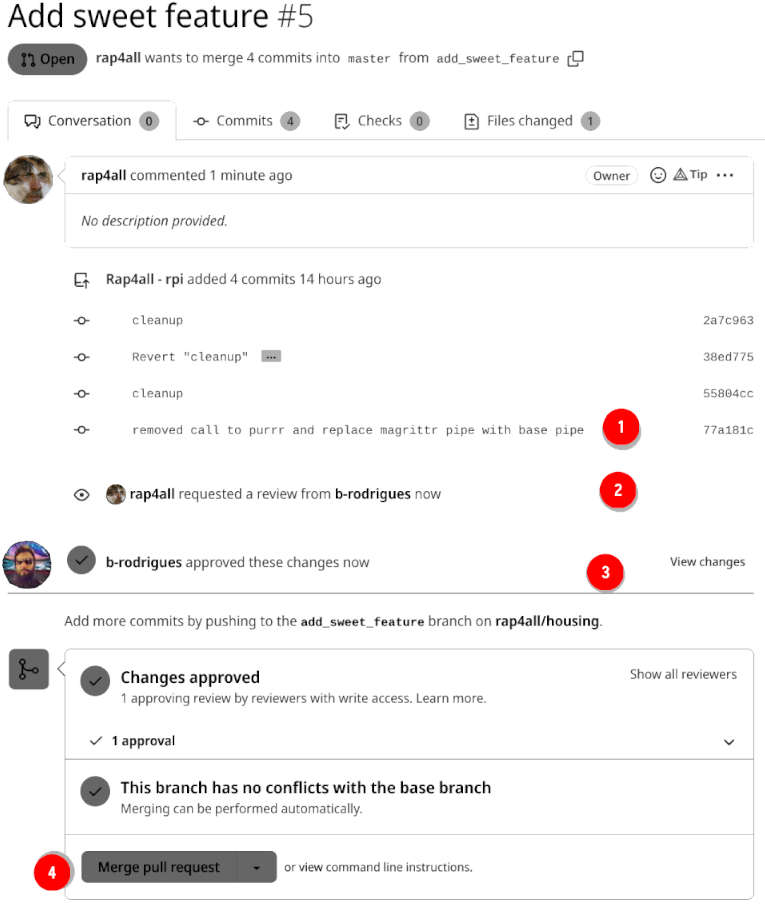 Add sweet feature #5
Open rap4all wants to merge 4 commits into master from add_sweet_feature
Conversation 0 Commits 4 Checks 0 Files changed 1
rap4all commented 1 minute ago Owner Tip ...
No description provided.
Rap4all - rpi added 4 commits 14 hours ago
cleanup 2a7c963
Revert "cleanup" ... 38ed775
cleanup 55804cc
removed call to purrr and replace magrittr pipe with base pipe 1 77a181c
rap4all requested a review from b-rodrigues now 2
b-rodrigues approved these changes now 3 View changes
Add more commits by pushing to the add_sweet_feature branch on rap4all/housing.
Changes approved Show all reviewers
1 approving review by reviewers with write access. Learn more.
1 approval
This branch has no conflicts with the base branch
Merging can be performed automatically.
4 Merge pull request or view command line instructions.